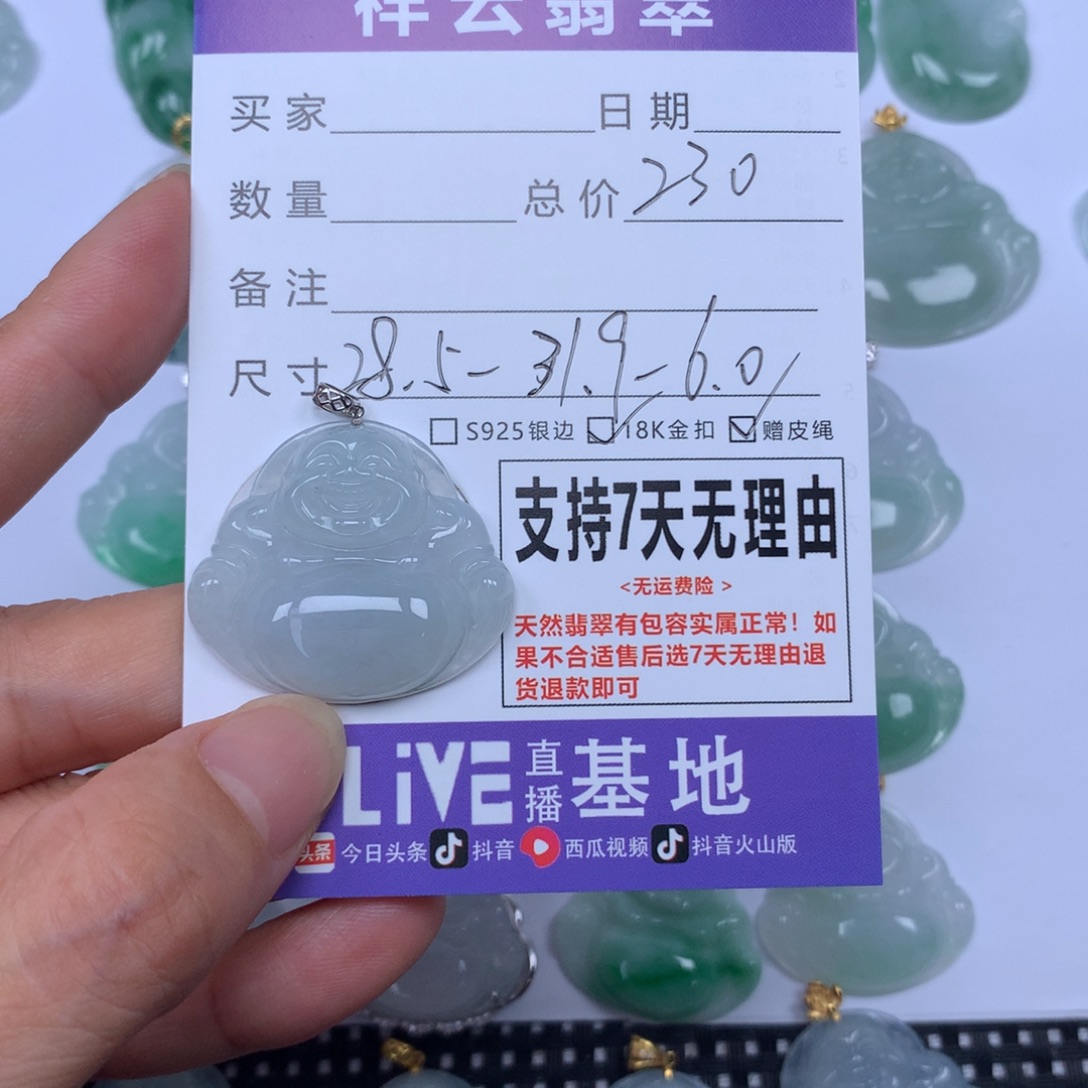 祥云翡翠
买家 日期
数量 总价 230
备注
尺寸 28.5-31.9-6.0
S925银边 18K金扣 赠皮绳
支持7天无理由
<无运费险>
天然翡翠有包容实属正常！如
果不合适售后选7天无理由退
货退款即可
LiVE 直播 基地
头条 今日头条 抖音 西瓜视频 抖音火山版